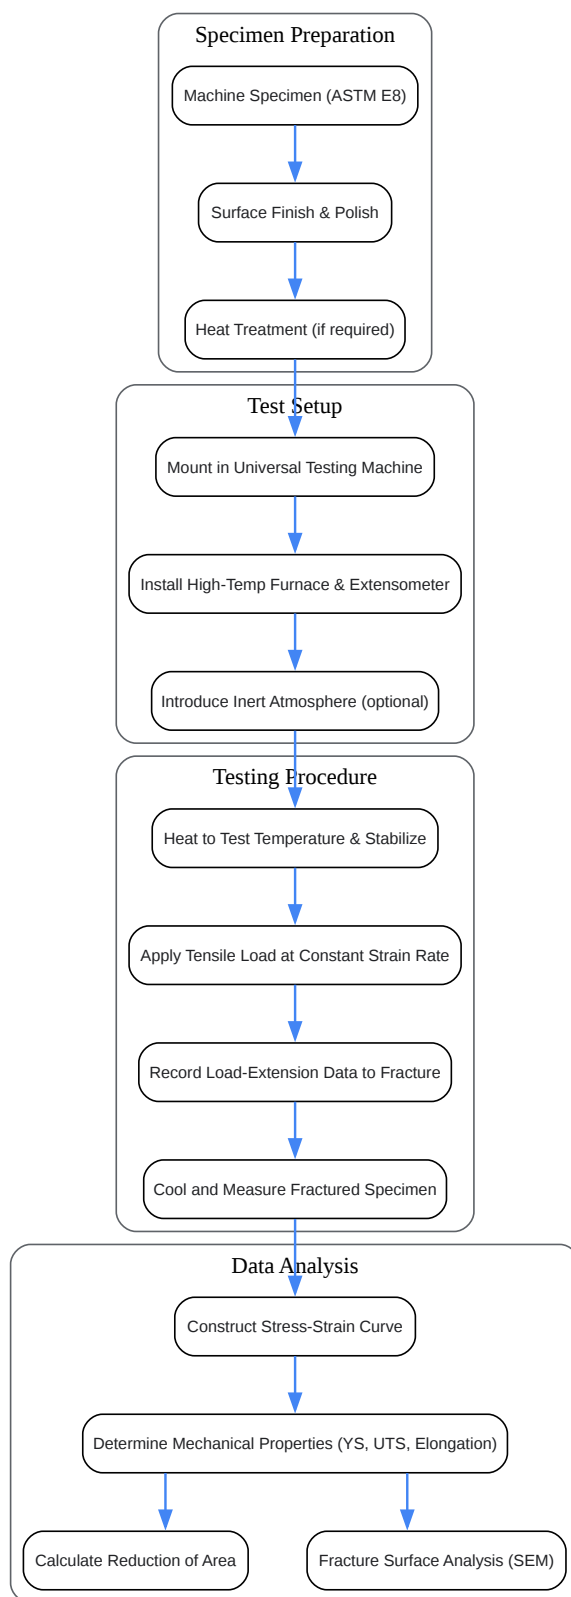 Specimen Preparation
Machine Specimen (ASTM E8)
Surface Finish & Polish
Heat Treatment (if required)
Test Setup
Mount in Universal Testing Machine
Install High-Temp Furnace & Extensometer
Introduce Inert Atmosphere (optional)
Testing Procedure
Heat to Test Temperature & Stabilize
Apply Tensile Load at Constant Strain Rate
Record Load-Extension Data to Fracture
Cool and Measure Fractured Specimen
Data Analysis
Construct Stress-Strain Curve
Determine Mechanical Properties (YS, UTS, Elongation)
Calculate Reduction of Area
Fracture Surface Analysis (SEM)